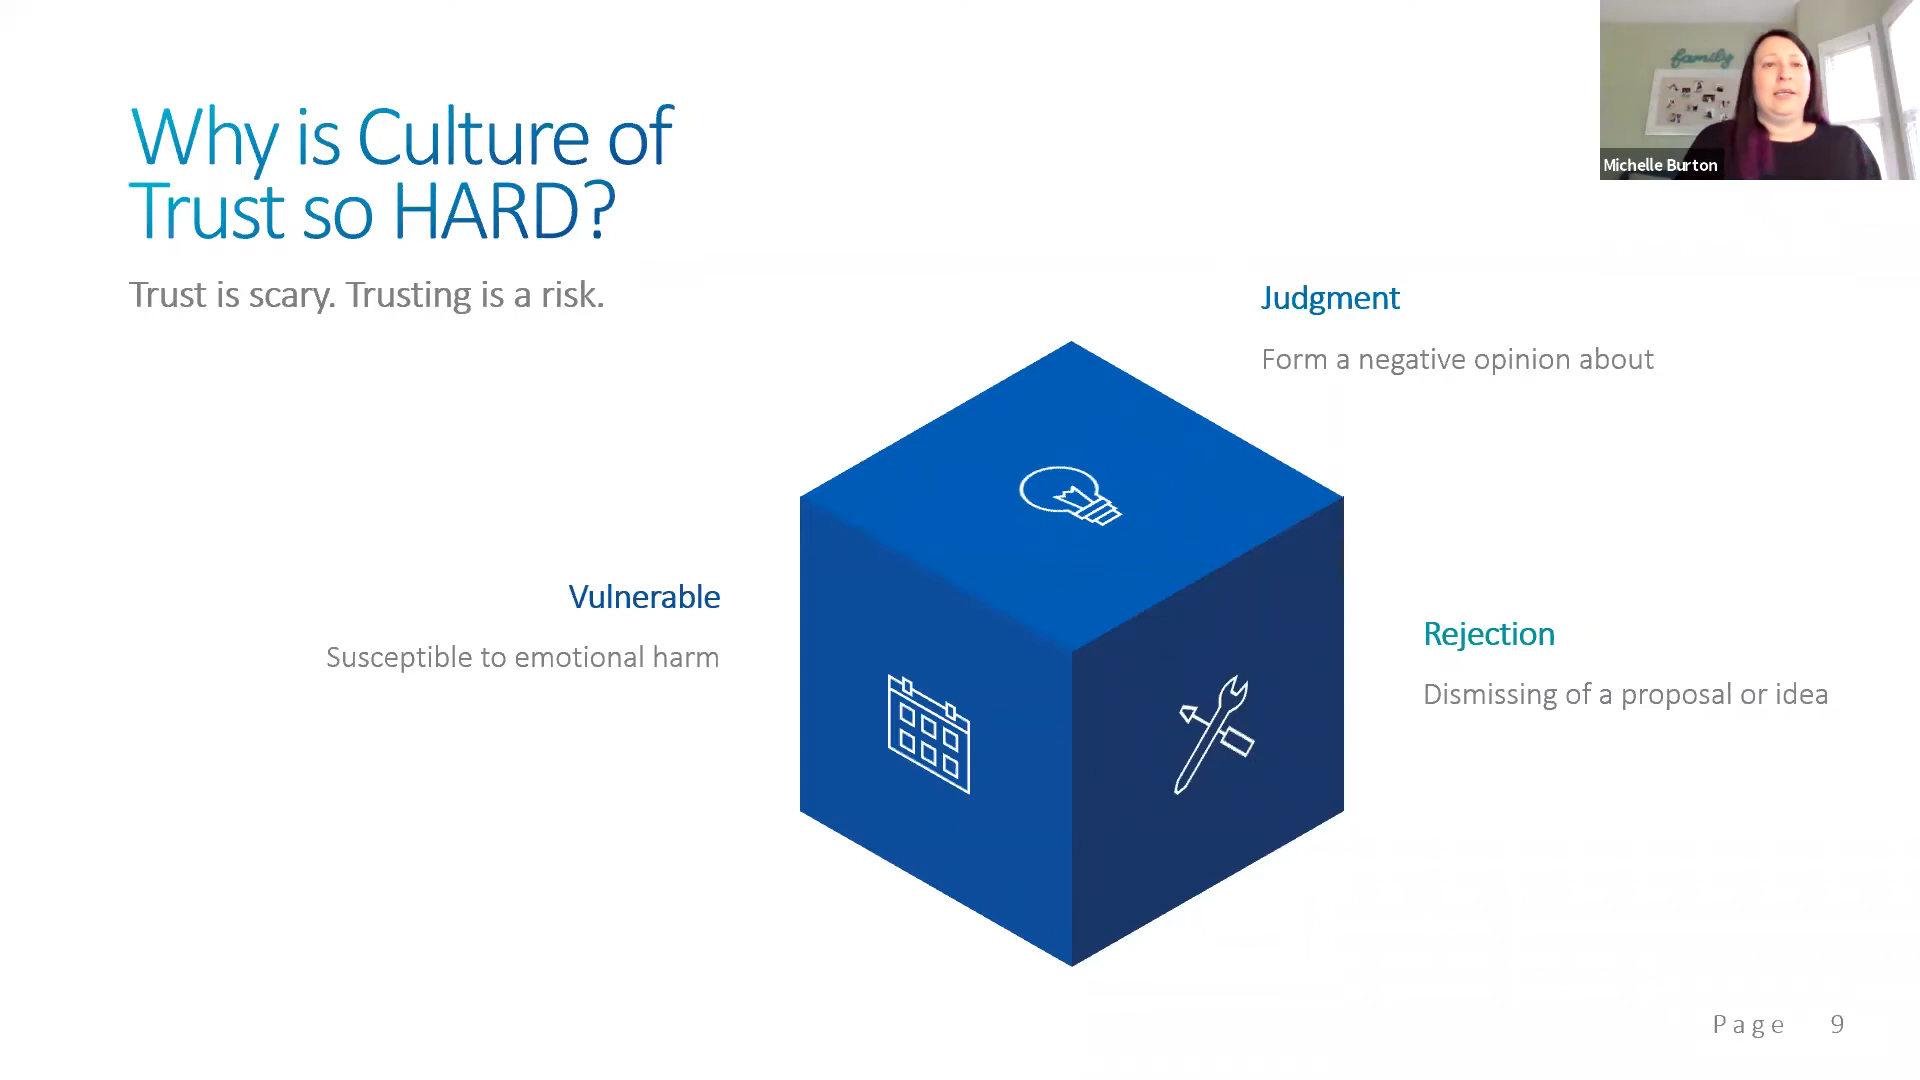 family
Michelle Burton
Why is Culture of
Trust so HARD?
Trust is scary. Trusting is a risk.
Judgment
Form a negative opinion about
Vulnerable
Susceptible to emotional harm
Rejection
Dismissing of a proposal or idea
Page 9